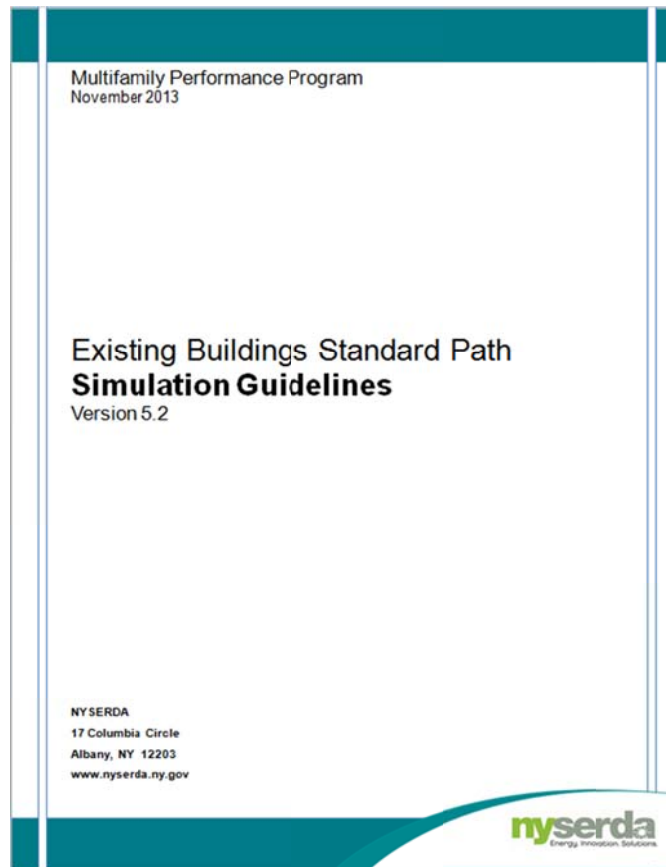 Multifamily Performance Program
November 2013
Existing Buildings Standard Path
Simulation Guidelines
Version 5.2
NYSERDA
17 Columbia Circle
Albany, NY 12203
www.nyserda.ny.gov
nyserda
Energy. Innovation. Solutions.